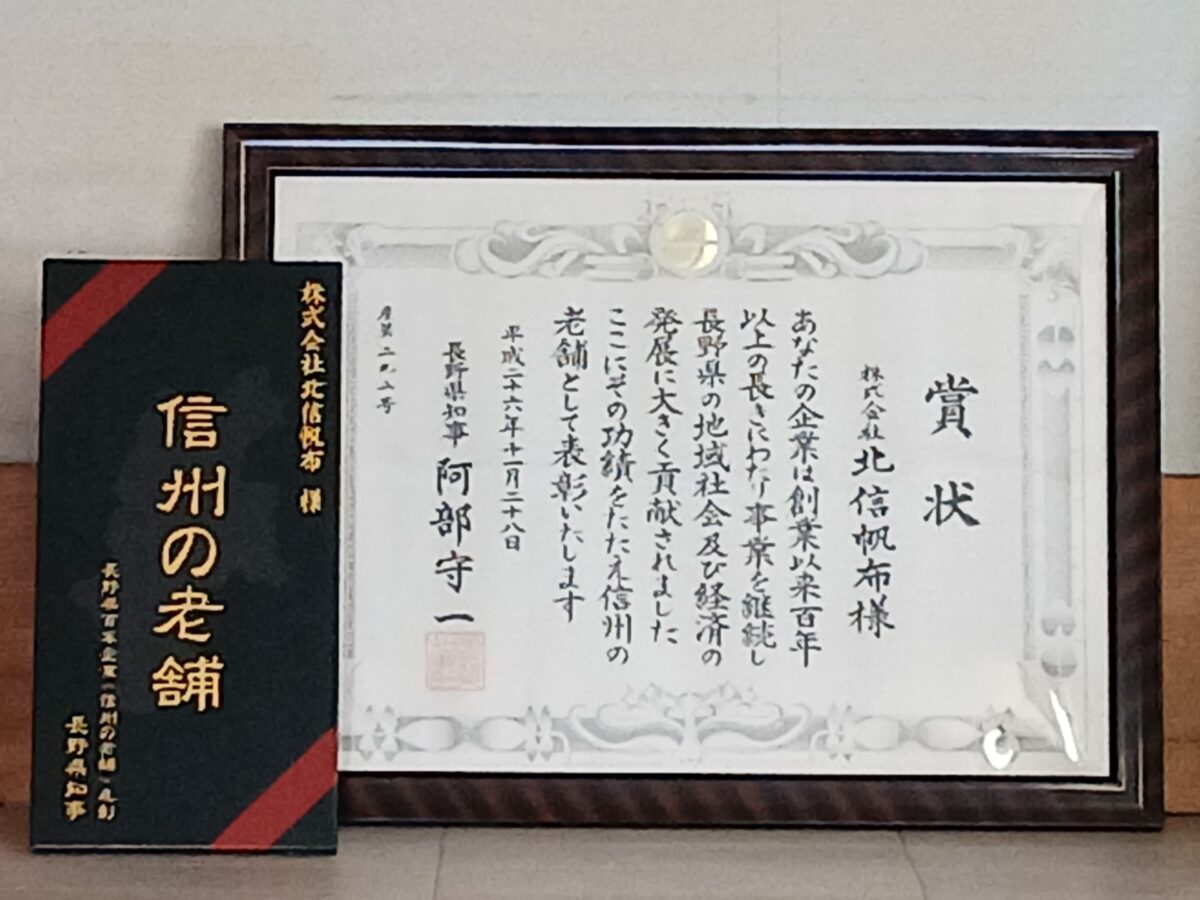 賞状
株式会社北信帆布様
あなたの企業は創業以来百年
以上の長きにわたり事業を継続し
長野県の地域社会及び経済の
発展に大きく貢献されました
ここにその功績をたたえ信州の
老舗として表彰いたします
平成二十六年十一月二十八日
長野県知事 阿部守一
株式会社北信帆布 様
信州の老舗
長野県百年企業〈信州の老舗〉表彰
長野県知事